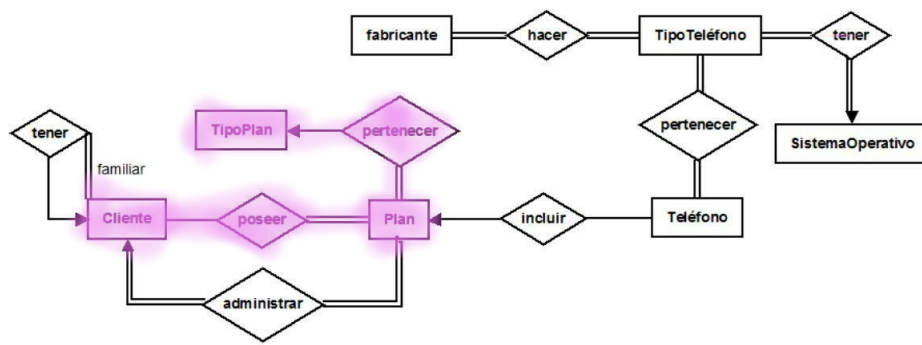 fabricante
hacer
TipoTeléfono
tener
TipoPlan
pertenecer
tener
pertenecer
SistemaOperativo
familiar
Cliente
poseer
Plan
incluir
Teléfono
administrar